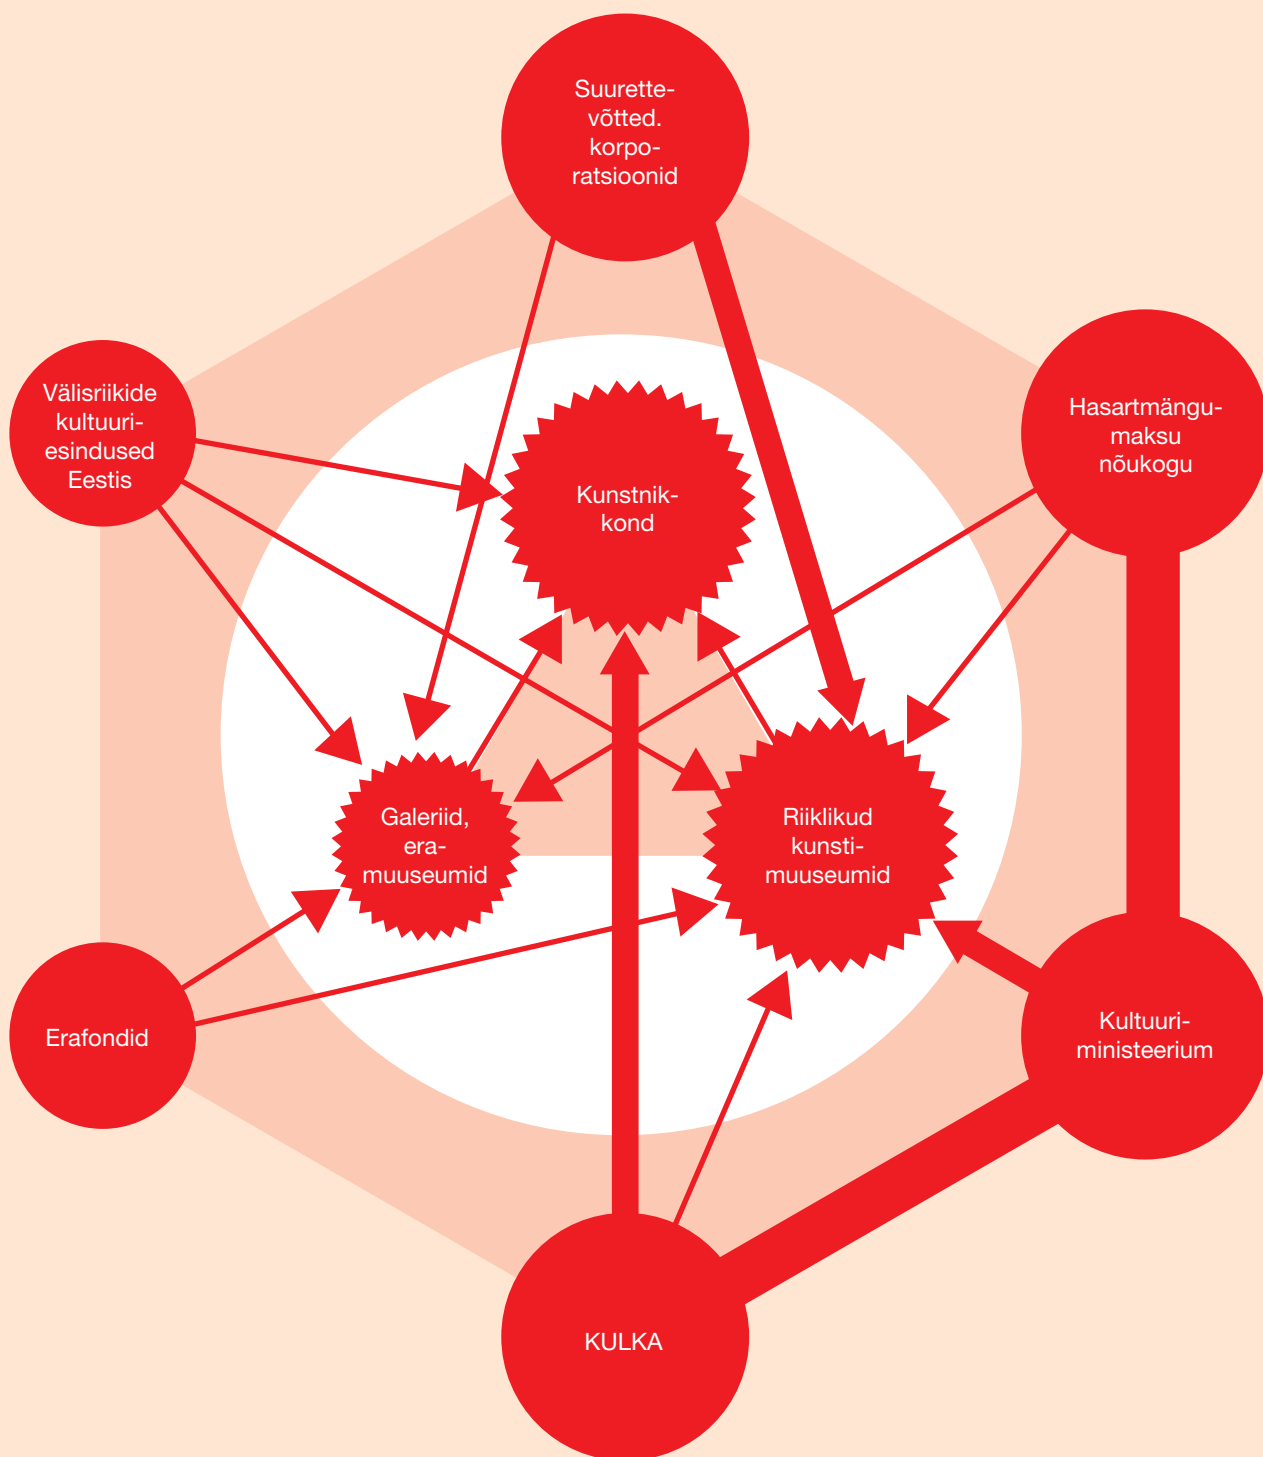 Suurette-
võtted.
korpo-
ratsioonid
Välisriikide
kultuuri-
esindused
Eestis
Hasartmängu-
maksu
nõukogu
Kunstnik-
kond
Galeriid,
era-
muuseumid
Riiklikud
kunsti-
muuseumid
Erafondid
Kultuuri-
ministeerium
KULKA